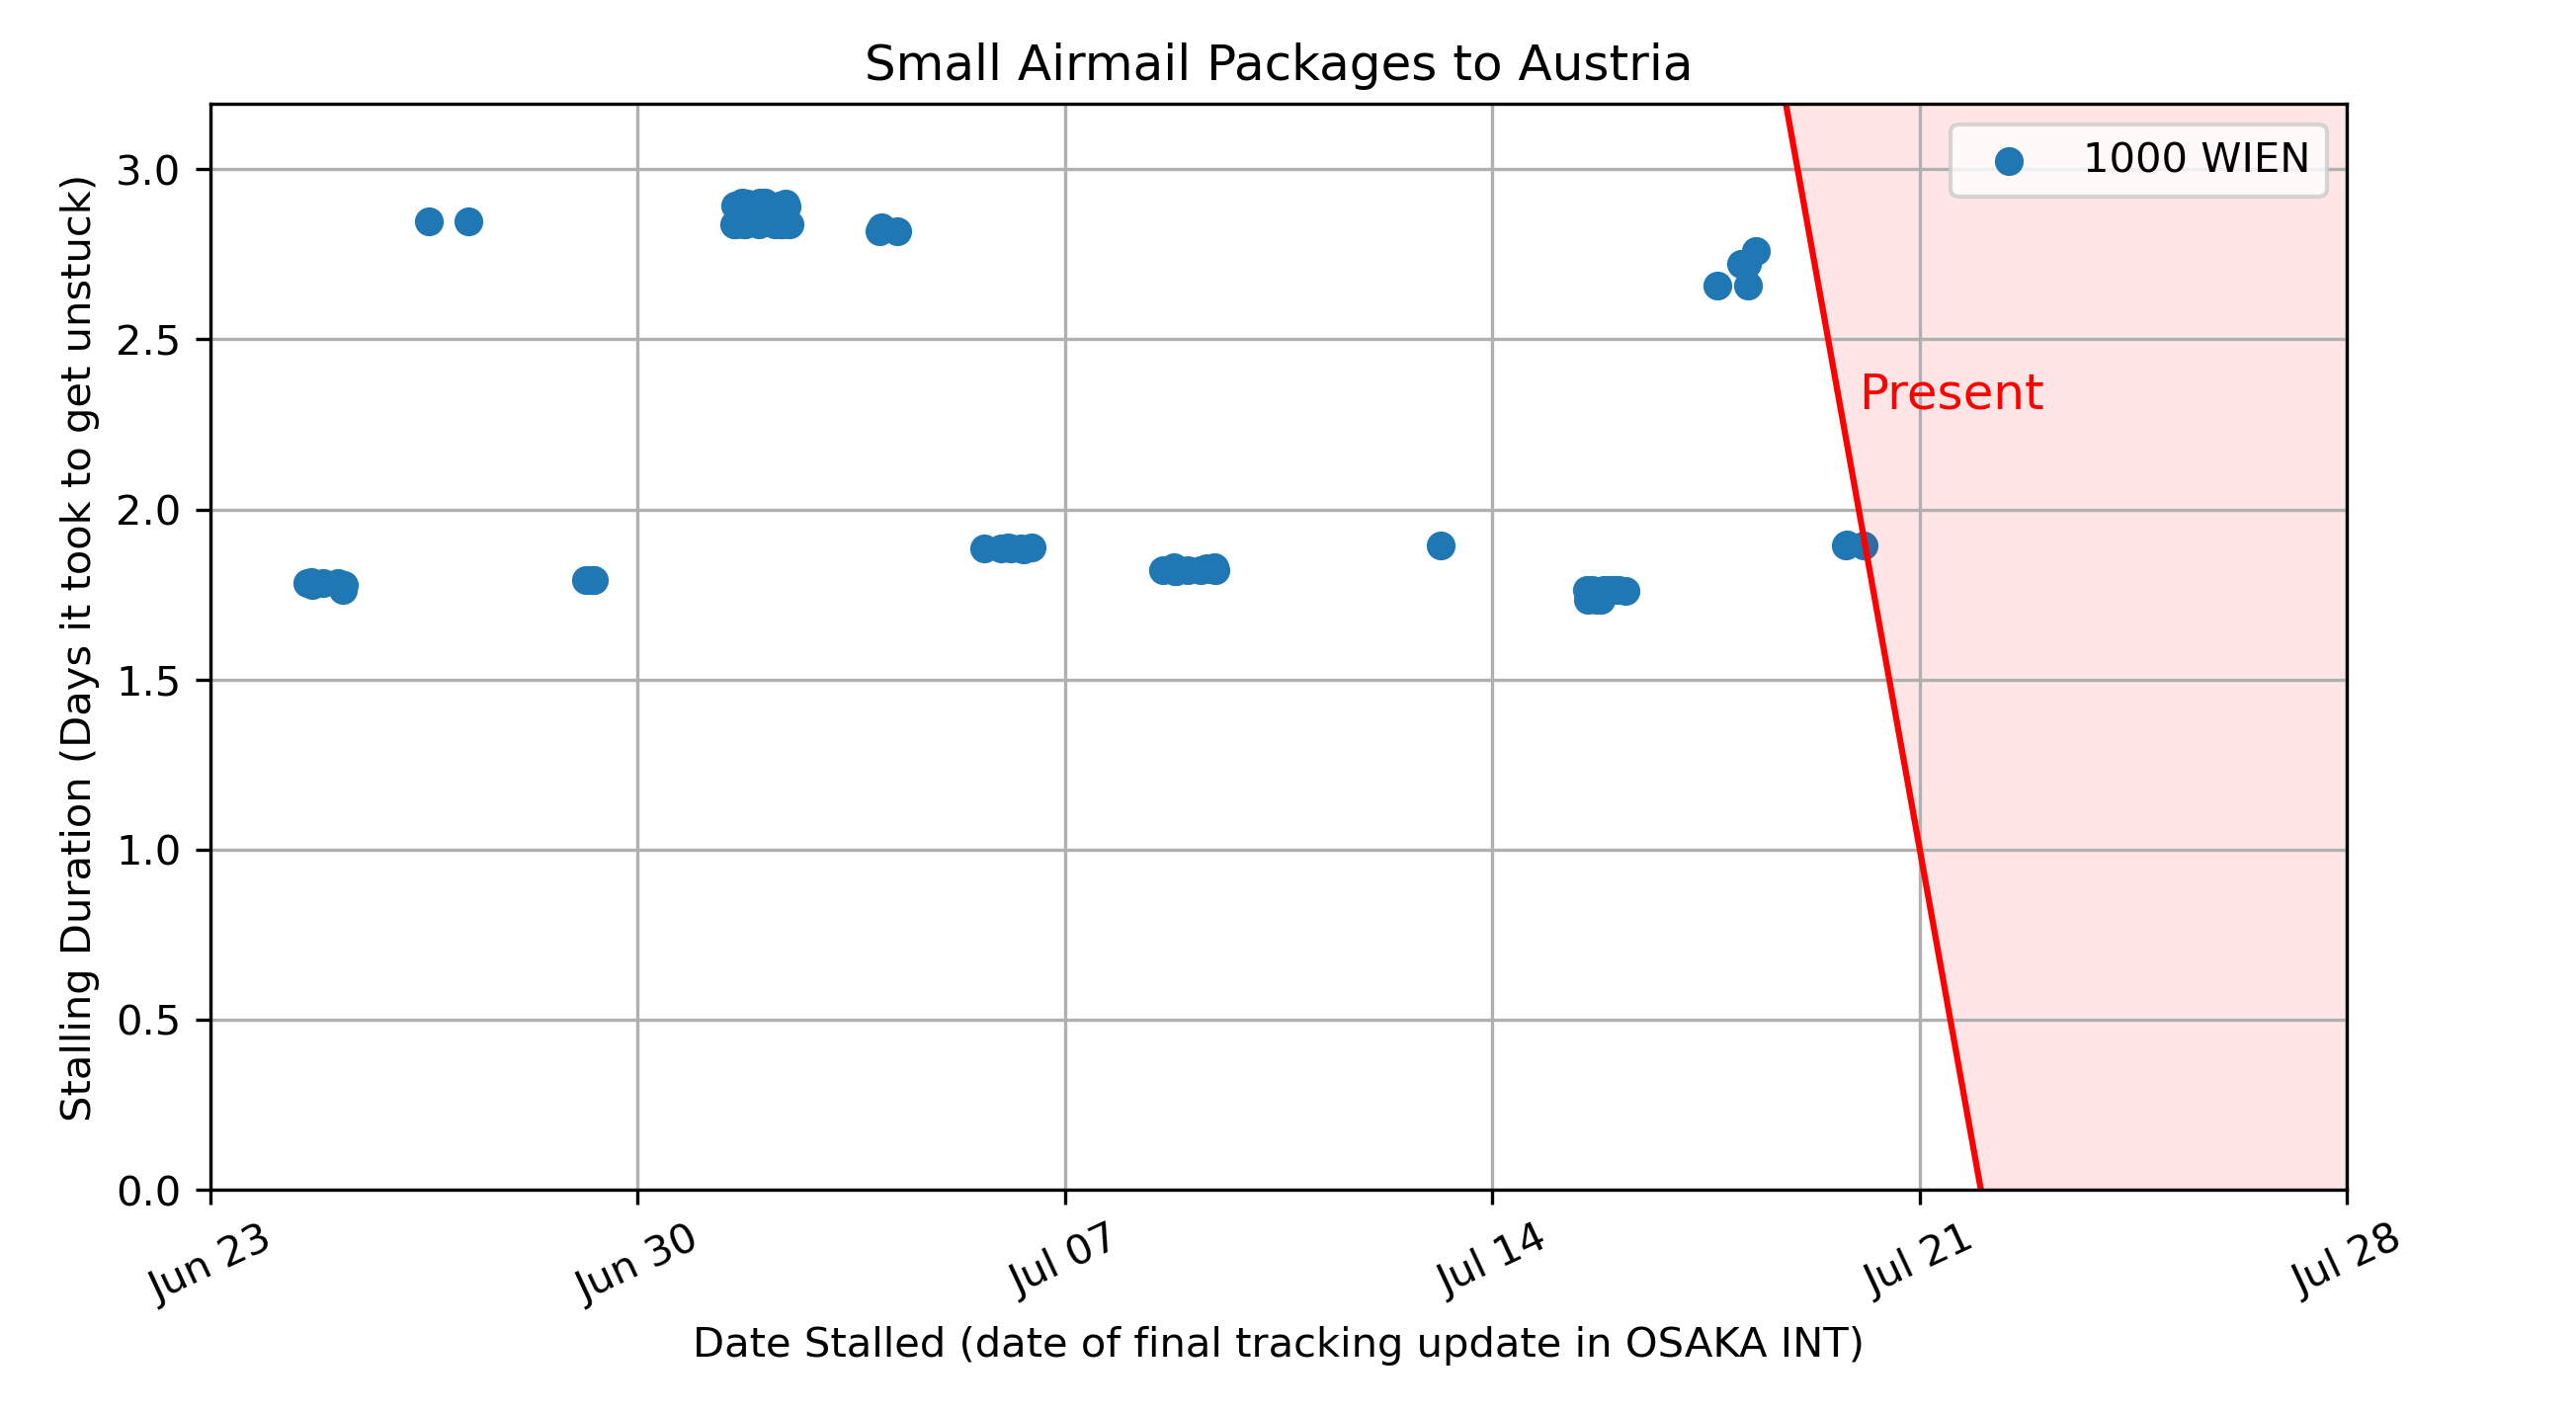 Small Airmail Packages to Austria
1000 WIEN
Present
Stalling Duration (Days it took to get unstuck)
3.0
2.5
2.0
1.5
1.0
0.5
0.0
Jun 23
Jun 30
Jul 07
Jul 14
Jul 21
Jul 28
Date Stalled (date of final tracking update in OSAKA INT)